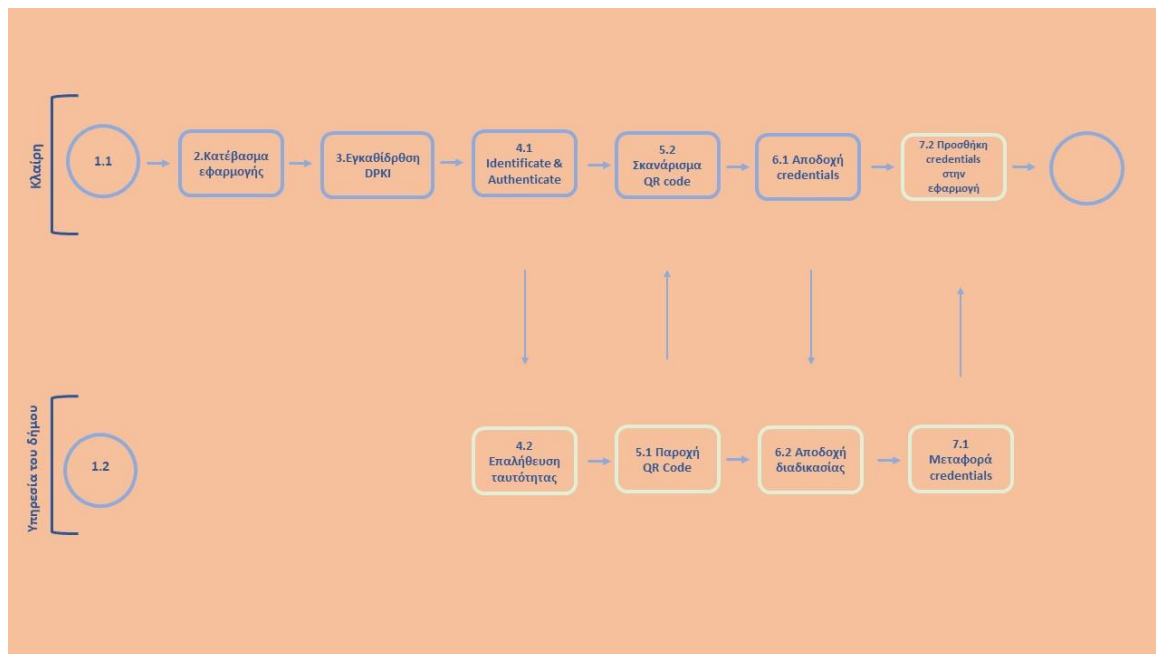 Κλαίρη
1.1
2.Κατέβασμα
εφαρμογής
3.Εγκαθίδρθση
DPKI
4.1
Identificate &
Authenticate
5.2
Σκανάρισμα
QR code
6.1 Αποδοχή
credentials
7.2 Προσθήκη
credentials
στην
εφαρμογή
Υπηρεσία του δήμου
1.2
4.2
Επαλήθευση
ταυτότητας
5.1 Παροχή
QR Code
6.2 Αποδοχή
διαδικασίας
7.1
Μεταφορά
credentials